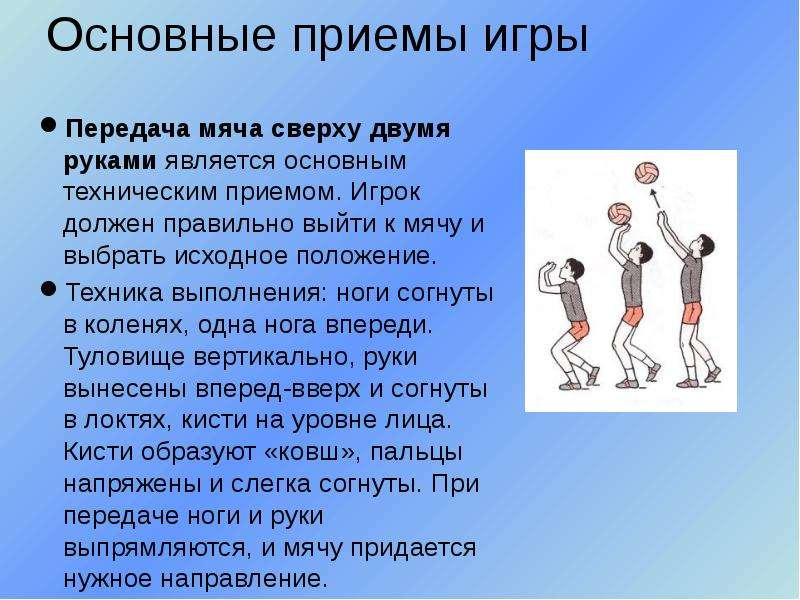 Основные приемы игры
Передача мяча сверху двумя
руками является основным
техническим приемом. Игрок
должен правильно выйти к мячу и
выбрать исходное положение.
Техника выполнения: ноги согнуты
в коленях, одна нога впереди.
Туловище вертикально, руки
вынесены вперед-вверх и согнуты
в локтях, кисти на уровне лица.
Кисти образуют «ковш», пальцы
напряжены и слегка согнуты. При
передаче ноги и руки
выпрямляются, и мячу придается
нужное направление.